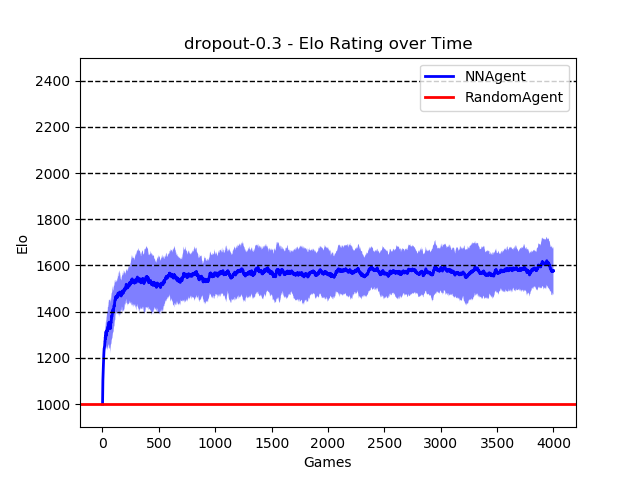 dropout-0.3 - Elo Rating over Time
NNAgent
RandomAgent
2400
2200
2000
1800
1600
1400
1200
1000
Elo
0 500 1000 1500 2000 2500 3000 3500 4000
Games